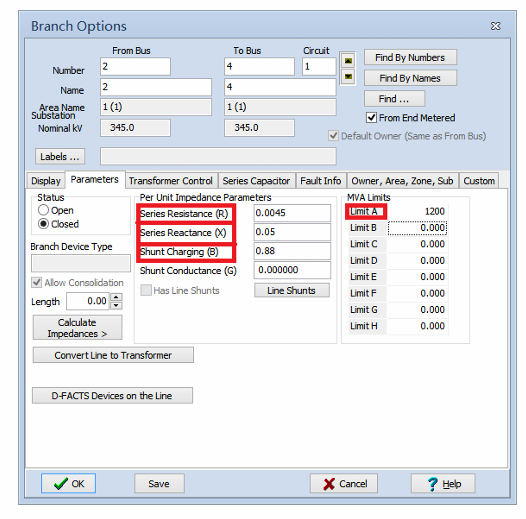 Branch Options
From Bus To Bus Circuit
Number 2 4 1 Find By Numbers
Name 2 4 Find By Names
Area Name 1 (1) 1 (1) Find ...
Substation
Nominal kV 345.0 345.0 From End Metered
Default Owner (Same as From Bus)
Labels ...
Display Parameters Transformer Control Series Capacitor Fault Info Owner, Area, Zone, Sub Custom
Status
Open
Closed
Branch Device Type
Allow Consolidation
Length 0.00
Calculate
Impedances >
Per Unit Impedance Parameters
Series Resistance (R) 0.0045
Series Reactance (X) 0.05
Shunt Charging (B) 0.88
Shunt Conductance (G) 0.000000
Has Line Shunts Line Shunts
MVA Limits
Limit A 1200
Limit B 0.000
Limit C 0.000
Limit D 0.000
Limit E 0.000
Limit F 0.000
Limit G 0.000
Limit H 0.000
Convert Line to Transformer
D-FACTS Devices on the Line
OK Save Cancel ? Help